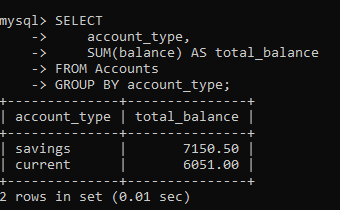 mysql> SELECT
    ->     account_type,
    ->     SUM(balance) AS total_balance
    -> FROM Accounts
    -> GROUP BY account_type;
+--------------+---------------+
| account_type | total_balance |
+--------------+---------------+
| savings      |       7150.50 |
| current      |       6051.00 |
+--------------+---------------+
2 rows in set (0.01 sec)